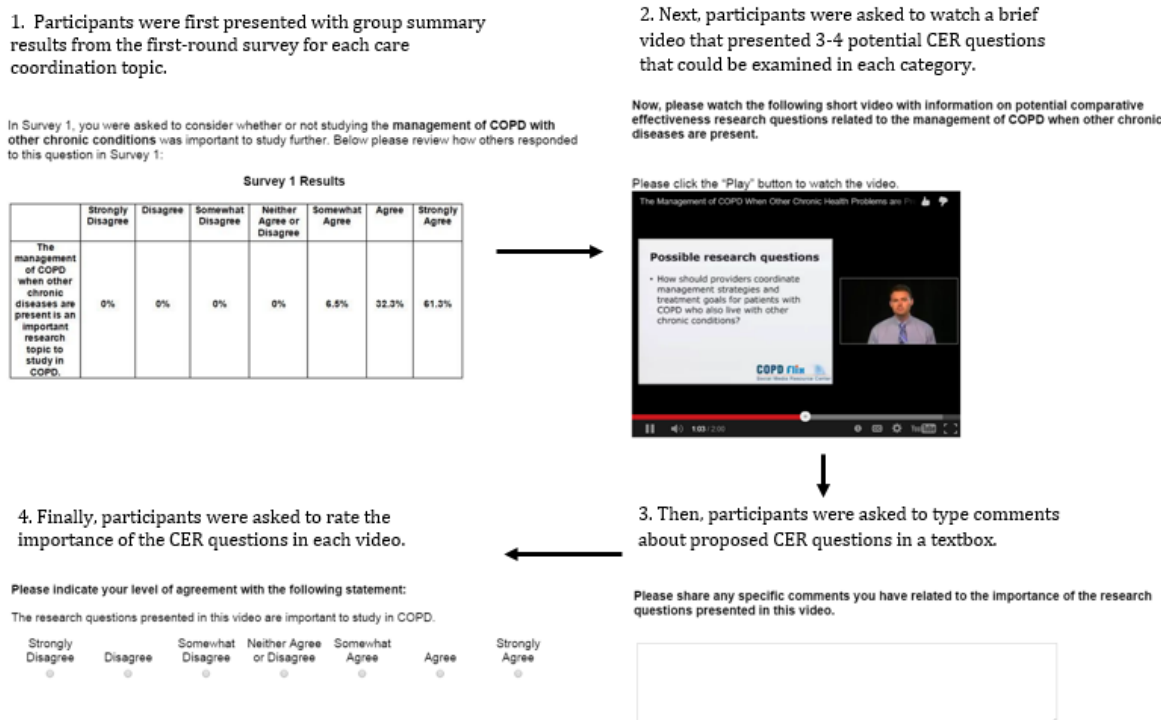 1. Participants were first presented with group summary
results from the first-round survey for each care
coordination topic.
In Survey 1, you were asked to consider whether or not studying the management of COPD with
other chronic conditions was important to study further. Below please review how others responded
to this question in Survey 1:
Survey 1 Results
Strongly Disagree Somewhat Neither Somewhat Agree Strongly
Disagree Disagree Agree or Agree Agree
Disagree
The
management
of COPD
when other
chronic
diseases are 0% 0% 0% 0% 6.5% 32.3% 61.3%
present is an
important
research
topic to
study in
COPD.
2. Next, participants were asked to watch a brief
video that presented 3-4 potential CER questions
that could be examined in each category.
Now, please watch the following short video with information on potential comparative
effectiveness research questions related to the management of COPD when other chronic
diseases are present.
Please click the "Play" button to watch the video.
The Management of COPD When Other Chronic Health Problems are
Possible research questions
• How should providers coordinate
management strategies and
treatment goals for patients with
COPD who also live with other
chronic conditions?
COPD
Social Media Resource Center
1:03 / 2:00
YouTube
3. Then, participants were asked to type comments
about proposed CER questions in a textbox.
Please share any specific comments you have related to the importance of the research
questions presented in this video.
4. Finally, participants were asked to rate the
importance of the CER questions in each video.
Please indicate your level of agreement with the following statement:
The research questions presented in this video are important to study in COPD.
Strongly Somewhat Neither Agree Somewhat Strongly
Disagree Disagree Disagree or Disagree Agree Agree Agree